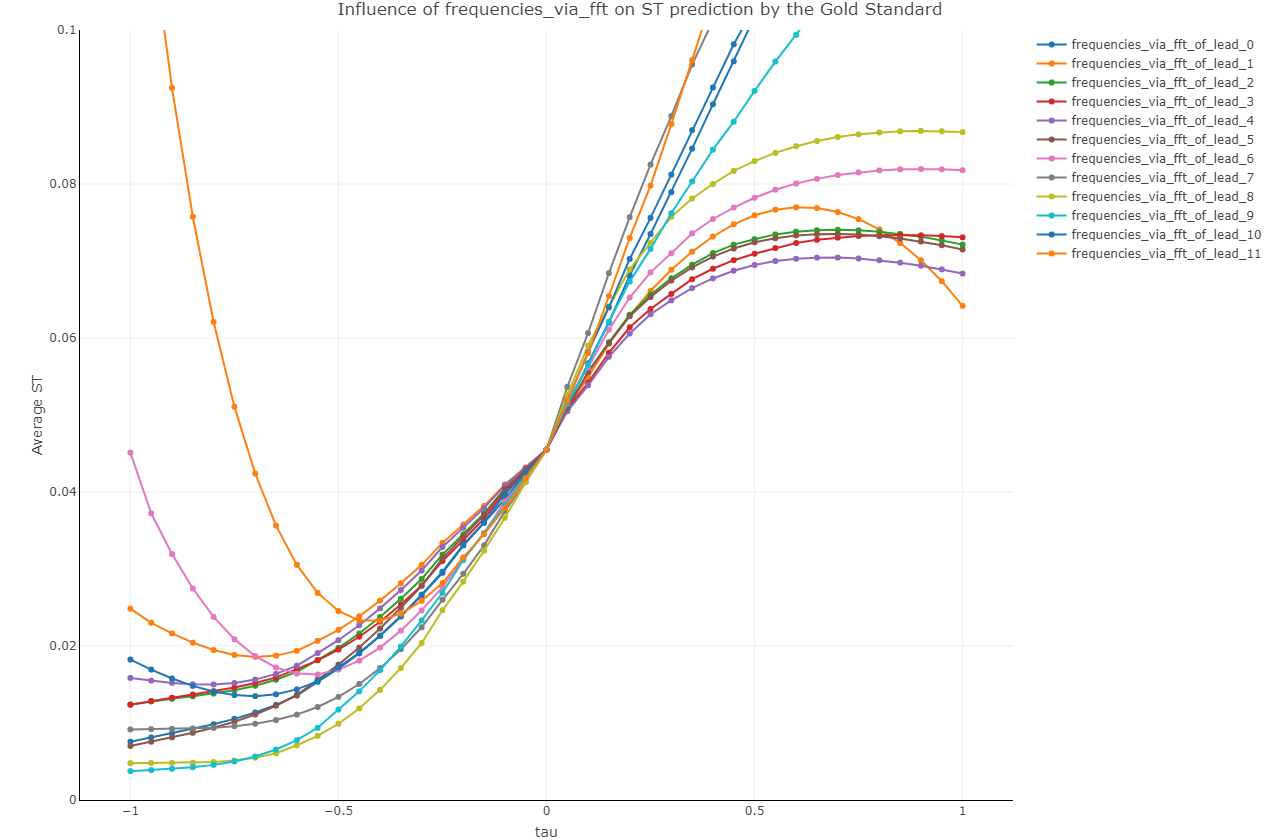 Influence of frequencies_via_fft on ST prediction by the Gold Standard
0.1
0.08
0.06
0.04
0.02
0
Average ST
−1
−0.5
0
0.5
1
tau
frequencies_via_fft_of_lead_0
frequencies_via_fft_of_lead_1
frequencies_via_fft_of_lead_2
frequencies_via_fft_of_lead_3
frequencies_via_fft_of_lead_4
frequencies_via_fft_of_lead_5
frequencies_via_fft_of_lead_6
frequencies_via_fft_of_lead_7
frequencies_via_fft_of_lead_8
frequencies_via_fft_of_lead_9
frequencies_via_fft_of_lead_10
frequencies_via_fft_of_lead_11